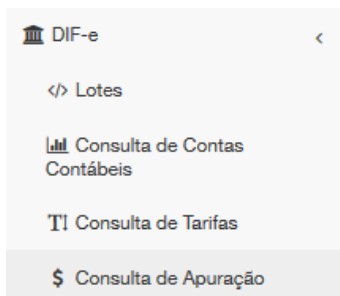 DIF-e
Lotes
Consulta de Contas
Contábeis
Consulta de Tarifas
Consulta de Apuração